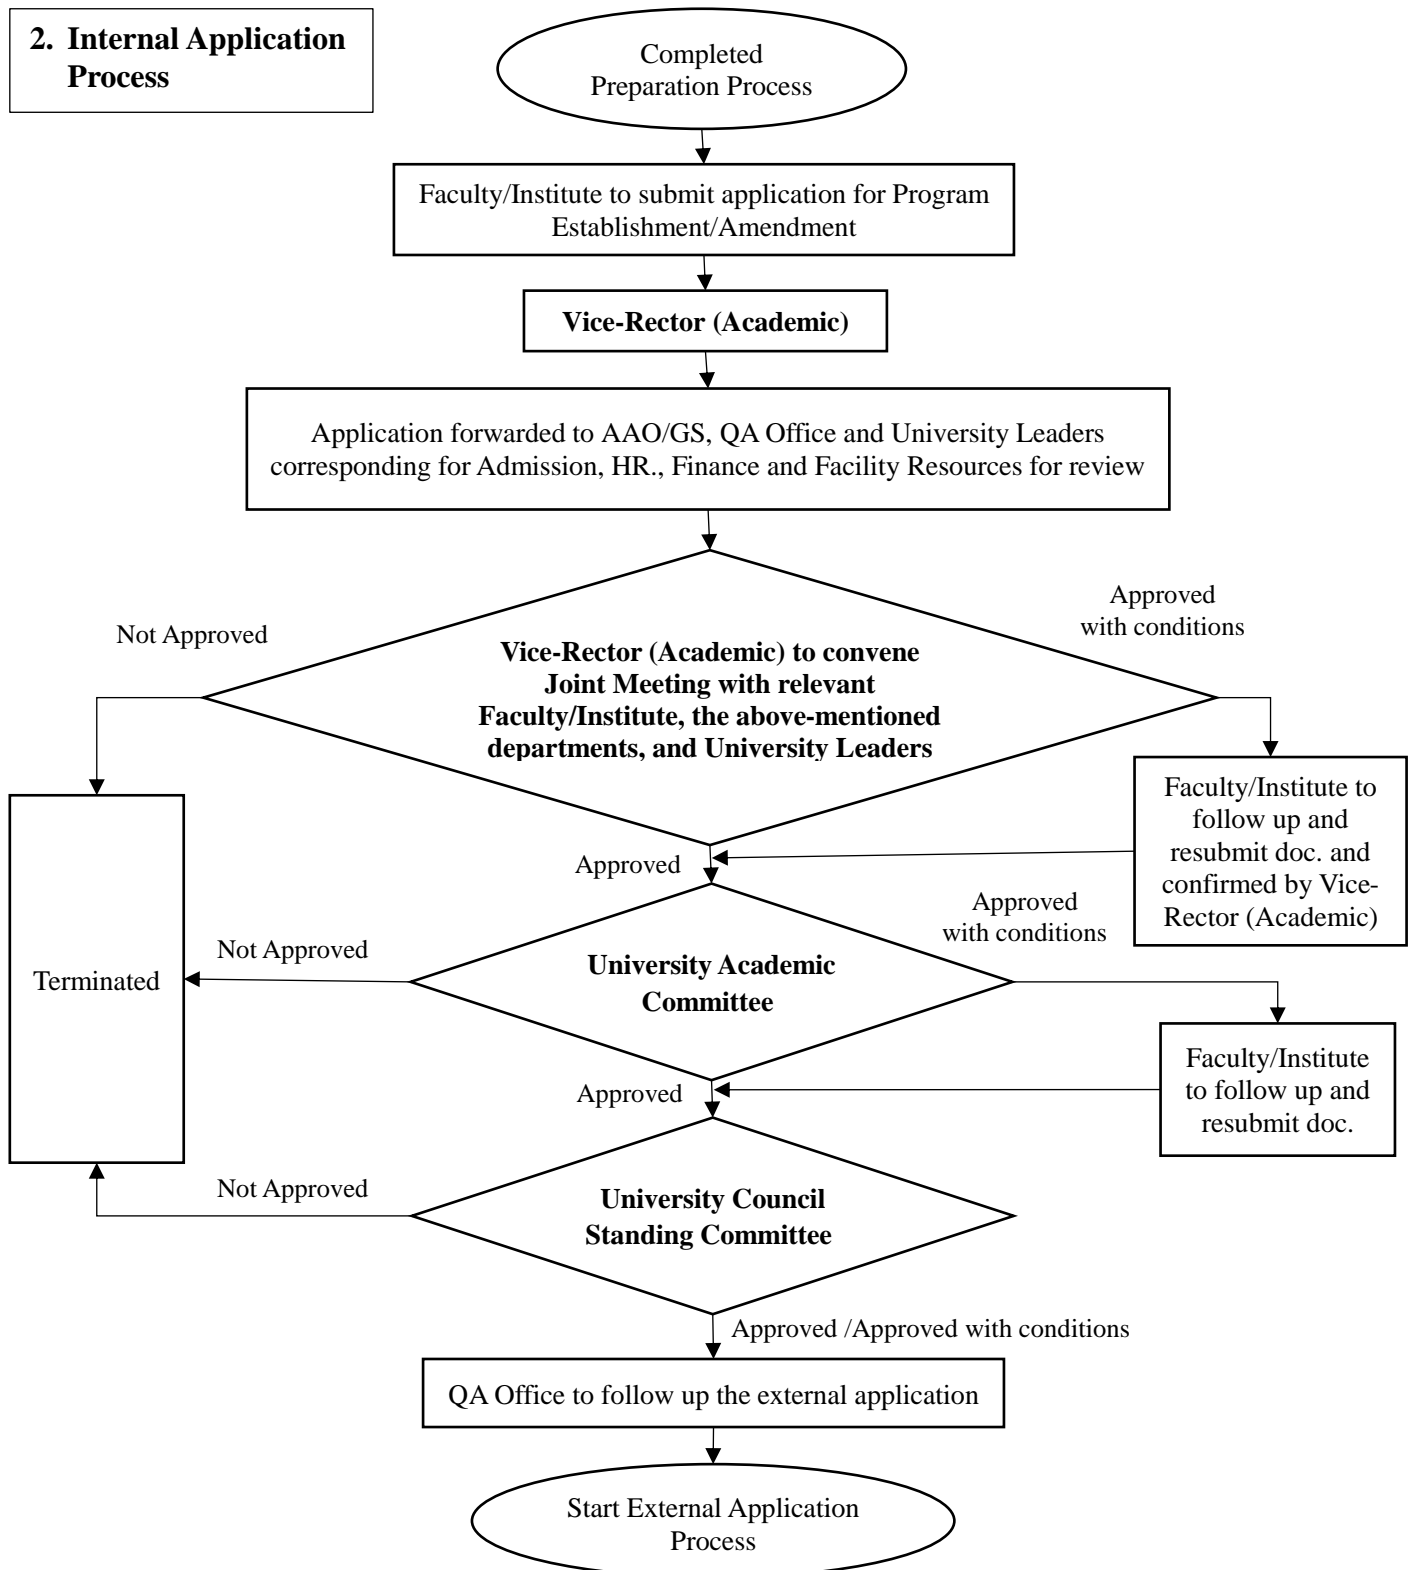 2. Internal Application
Process
Completed
Preparation Process
Faculty/Institute to submit application for Program
Establishment/Amendment
Vice-Rector (Academic)
Application forwarded to AAO/GS, QA Office and University Leaders
corresponding for Admission, HR., Finance and Facility Resources for review
Not Approved
Approved
with conditions
Vice-Rector (Academic) to convene
Joint Meeting with relevant
Faculty/Institute, the above-mentioned
departments, and University Leaders
Faculty/Institute to
follow up and
resubmit doc. and
confirmed by Vice-
Rector (Academic)
Approved
Approved
with conditions
Not Approved
University Academic
Committee
Terminated
Faculty/Institute
to follow up and
resubmit doc.
Approved
Not Approved
University Council
Standing Committee
Approved /Approved with conditions
QA Office to follow up the external application
Start External Application
Process